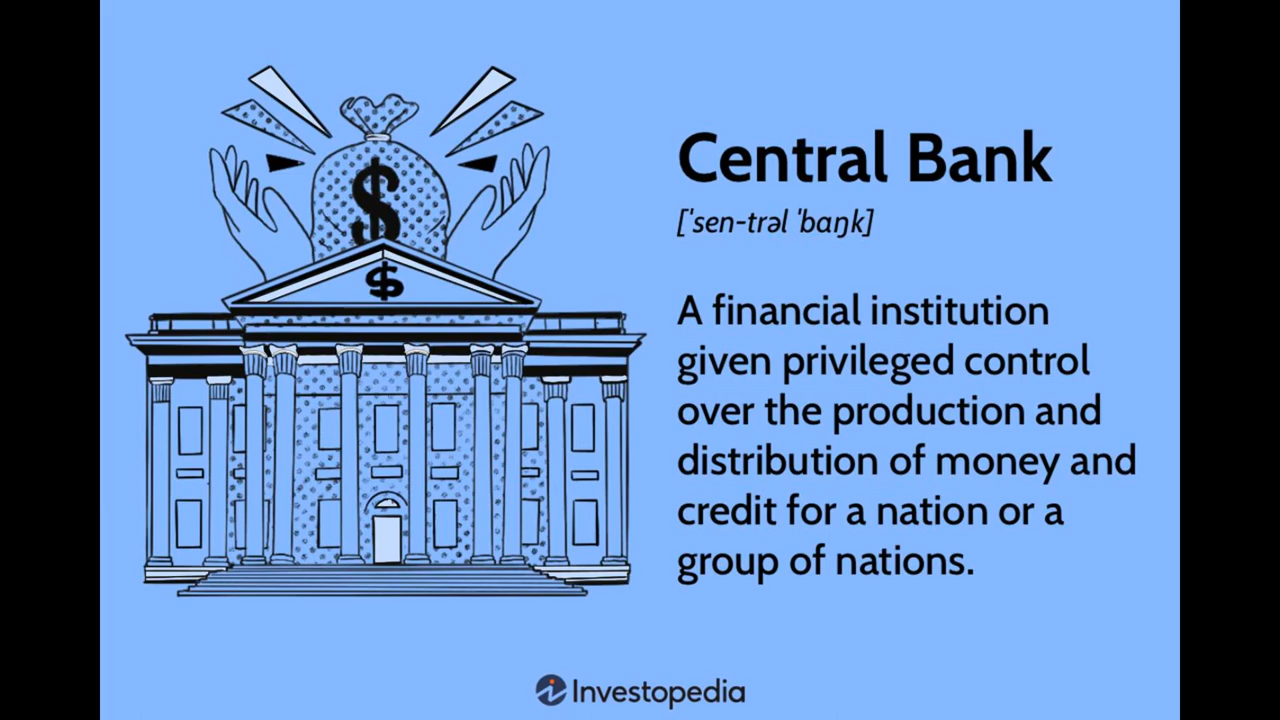 $
$
Central Bank
[ˈsen-trəl ˈbaŋk]
A financial institution
given privileged control
over the production and
distribution of money and
credit for a nation or a
group of nations.
Investopedia